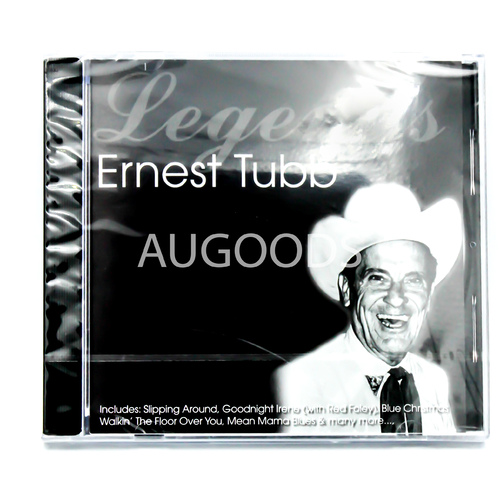 Legends
Ernest Tubb
AUGOODS
Includes: Slipping Around, Goodnight Irene (with Red Foley), Blue Christmas
Walkin' The Floor Over You, Mean Mama Blues & many more...,